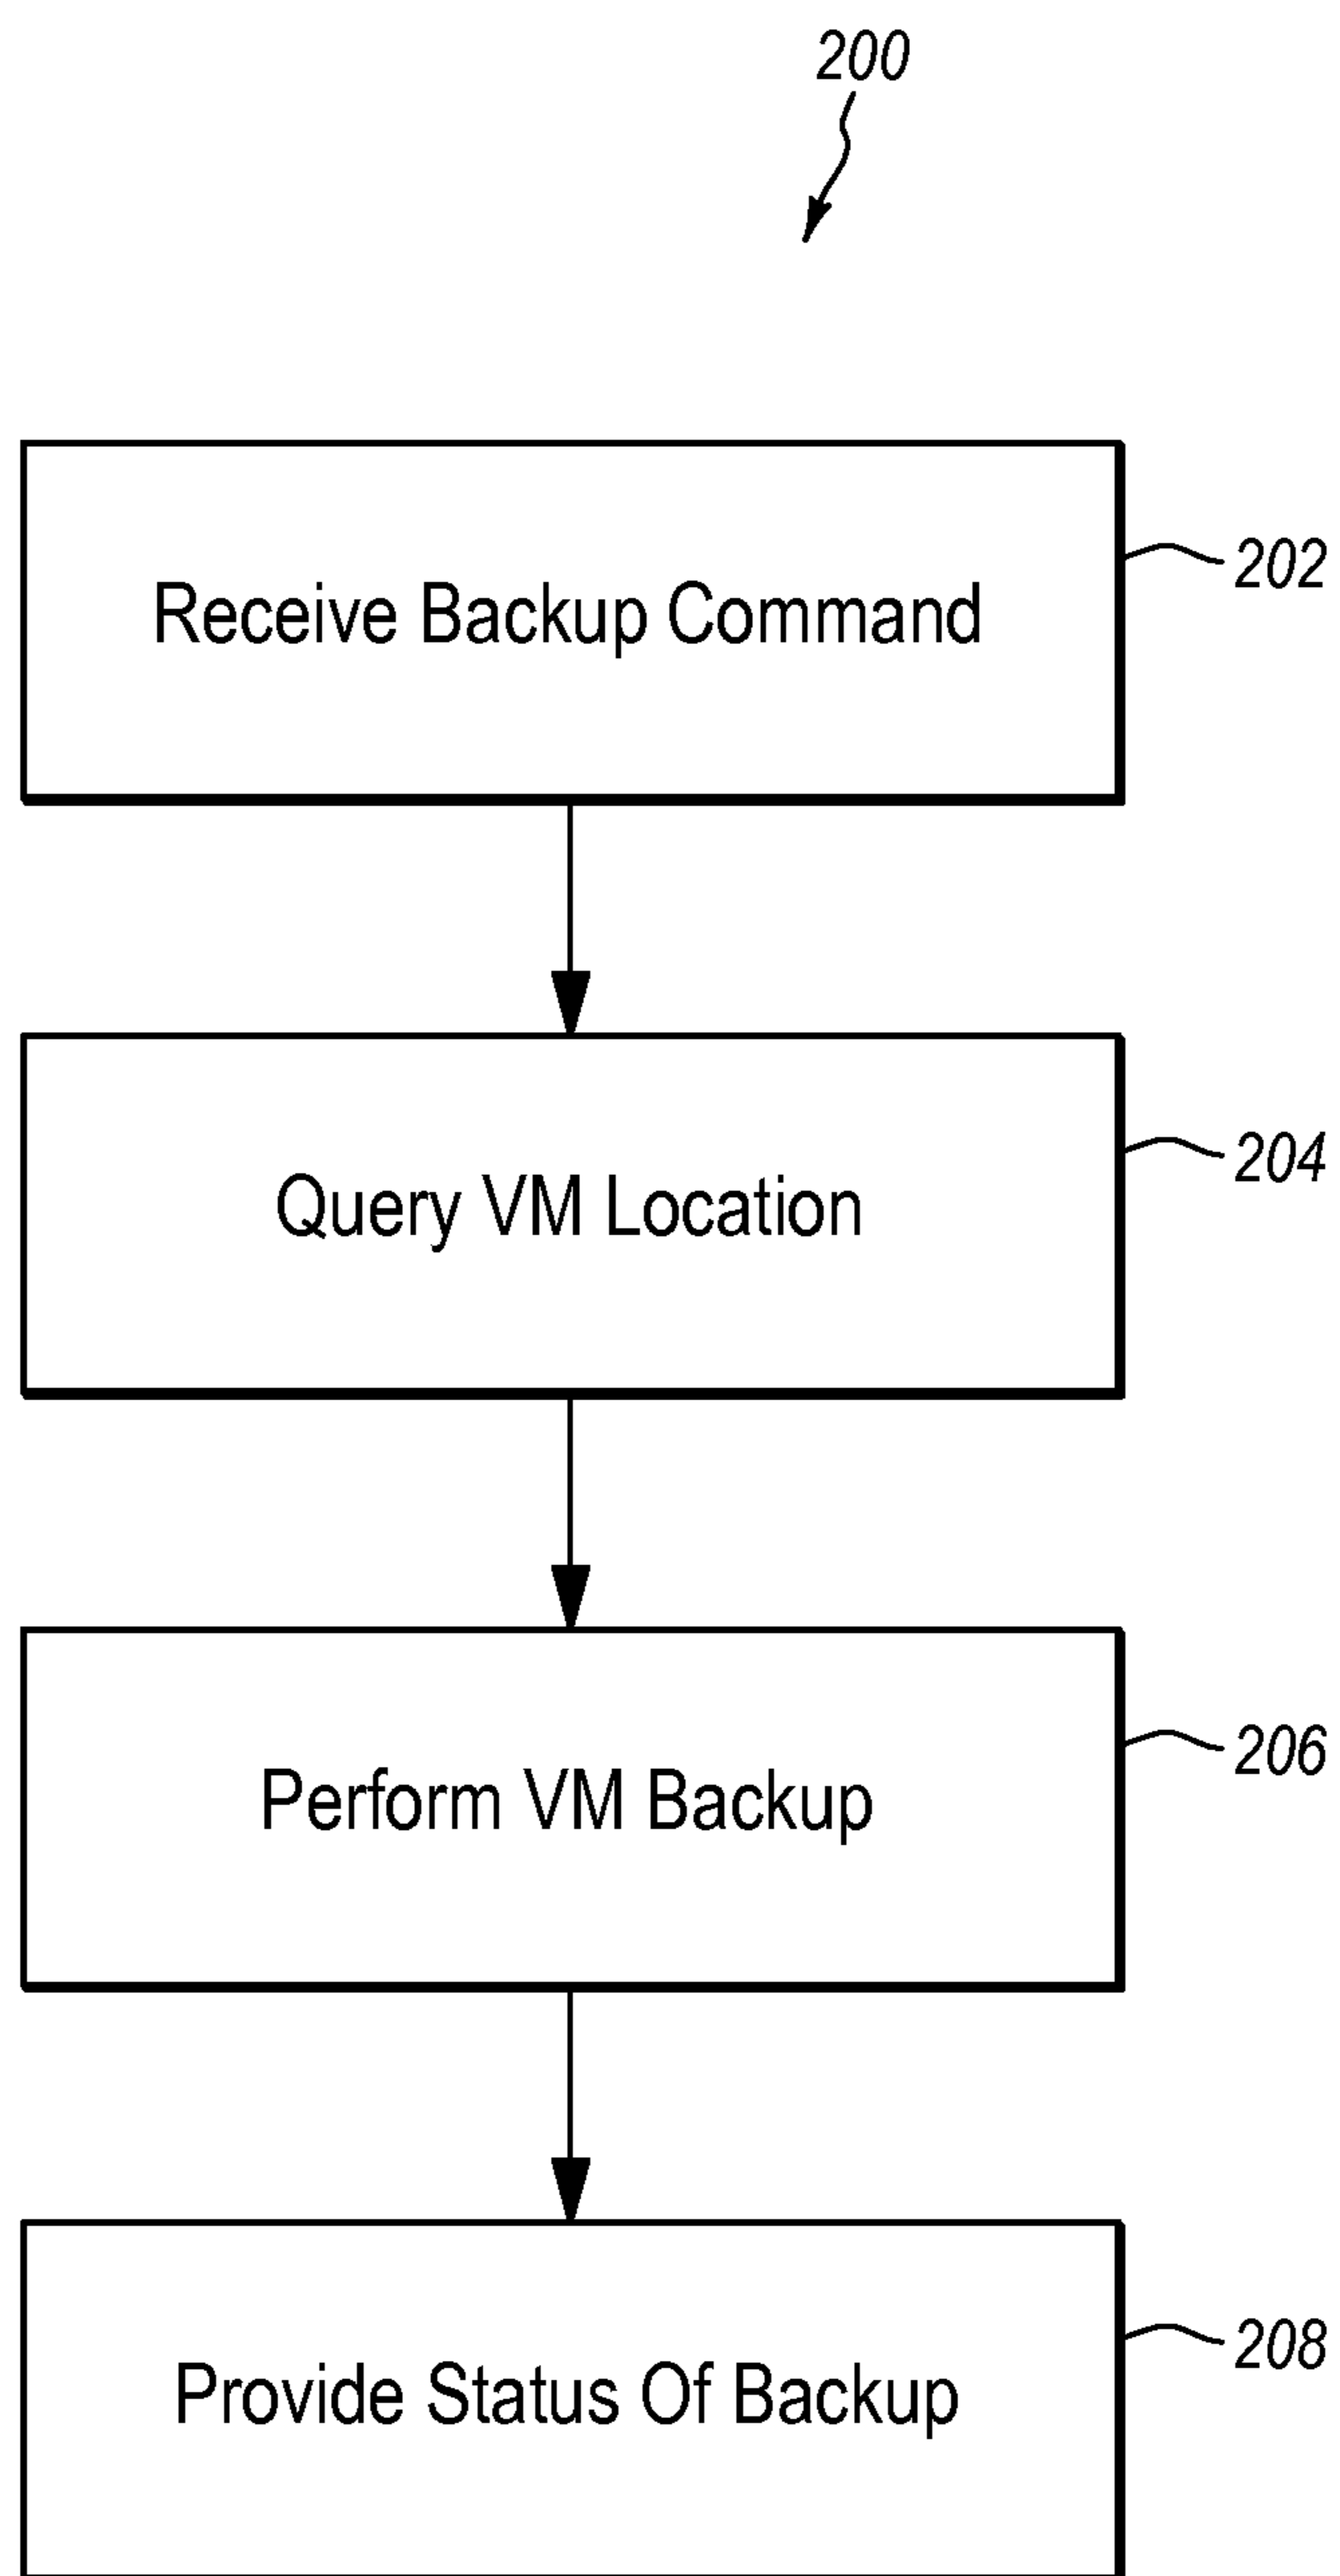 200
Receive Backup Command
202
Query VM Location
204
Perform VM Backup
206
Provide Status Of Backup
208